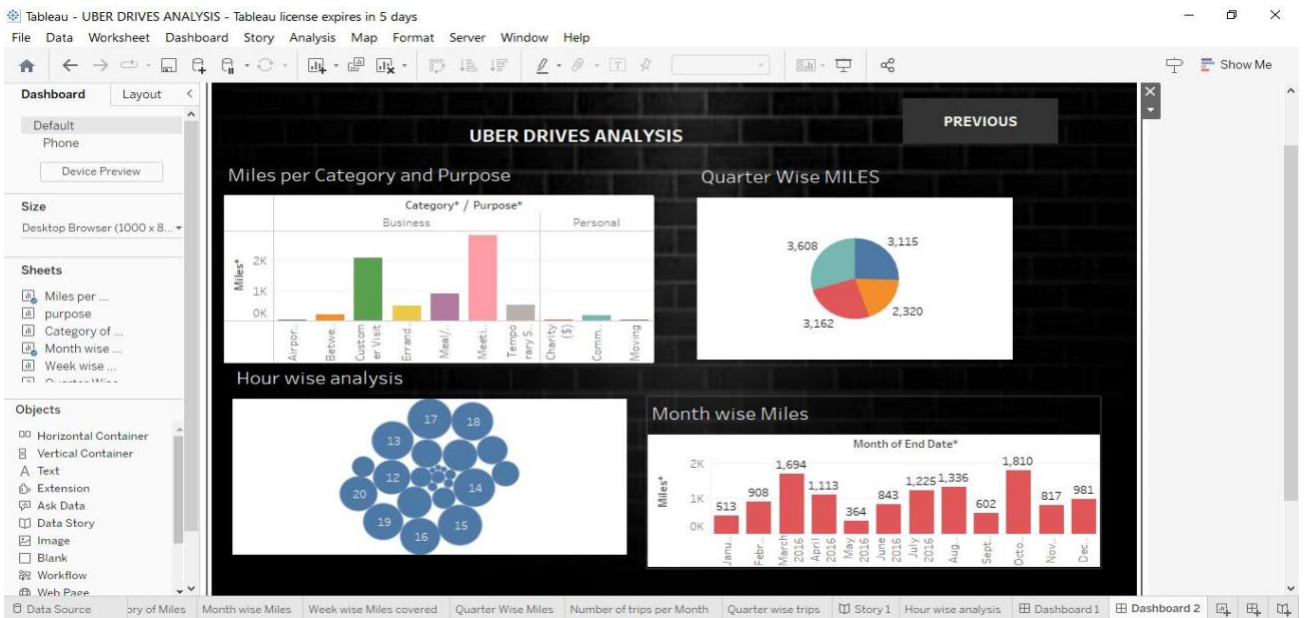 Tableau - UBER DRIVES ANALYSIS - Tableau license expires in 5 days
File Data Worksheet Dashboard Story Analysis Map Format Server Window Help
Show Me
Dashboard Layout
Default
Phone
Device Preview
Size
Desktop Browser (1000 x 8...
Sheets
Miles per ...
purpose
Category of ...
Month wise ...
Week wise ...
Objects
Horizontal Container
Vertical Container
A Text
Extension
Ask Data
Data Story
Image
Blank
Workflow
Web Page
UBER DRIVES ANALYSIS
PREVIOUS
Miles per Category and Purpose
Category* / Purpose*
Business Personal
Miles*
2K
1K
0K
Airpor..
Betwe..
Custom
er Visit
Errand..
Meal/..
Meeti..
Tempo
rary S..
Charity
($)
Comm..
Moving
Quarter Wise MILES
3,608
3,115
3,162
2,320
Hour wise analysis
17
18
13
12
14
20
19
16
15
Month wise Miles
Month of End Date*
Miles*
2K
1K
0K
513
908
1,694
1,113
364
843
1,225
1,336
602
1,810
817
981
Janu..
Febr..
March
2016
April
2016
May
2016
June
2016
July
2016
Aug..
Sept..
Octo..
Nov..
Dec..
Data Source ory of Miles Month wise Miles Week wise Miles covered Quarter Wise Miles Number of trips per Month Quarter wise trips Story 1 Hour wise analysis Dashboard 1 Dashboard 2